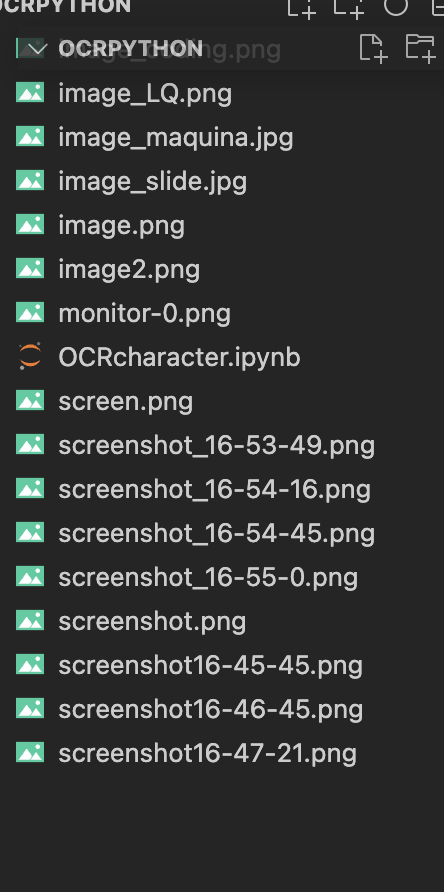 OCRPYTHON
OCRPYTHON
image_LQ.png
image_maquina.jpg
image_slide.jpg
image.png
image2.png
monitor-0.png
OCRcharacter.ipynb
screen.png
screenshot_16-53-49.png
screenshot_16-54-16.png
screenshot_16-54-45.png
screenshot_16-55-0.png
screenshot.png
screenshot16-45-45.png
screenshot16-46-45.png
screenshot16-47-21.png